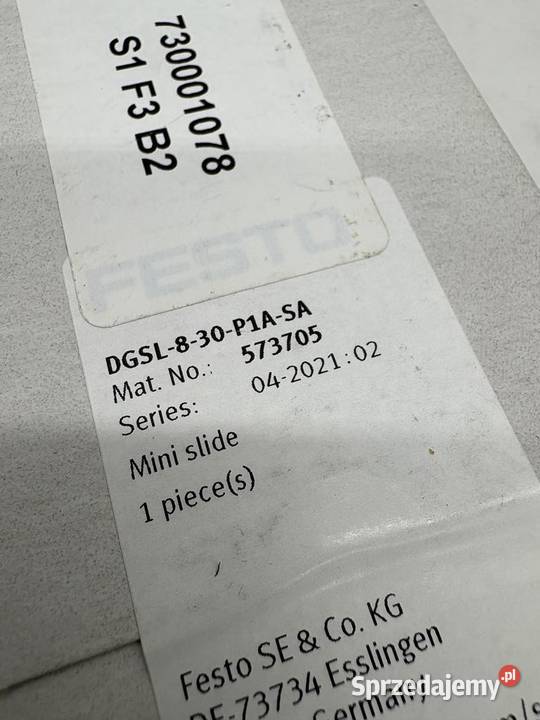 730001078
S1 F3 B2
FESTO
DGSL-8-30-P1A-SA
Mat. No.: 573705
Series: 04-2021:02
Mini slide
1 piece(s)
Festo SE & Co. KG
DE-73734 Esslingen
Germany
Sprzedajemy.pl